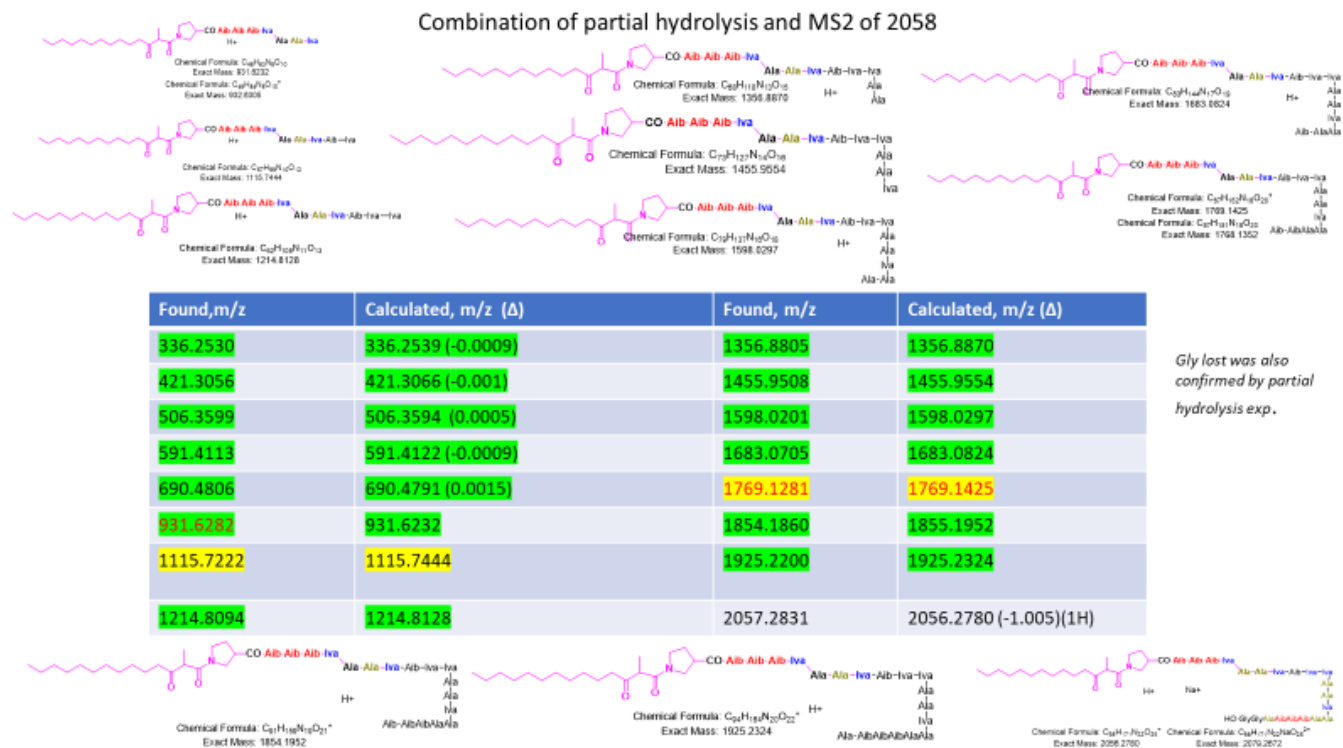 Combination of partial hydrolysis and MS2 of 2058
CO Aib Aib Aib Iva
H+
Ala Ala Iva
Exact Mass: 931.6232
CO Aib Aib Aib-Iva
H+
Ala Ala-Iva-Aib-Iva
Exact Mass: 1115.7444
CO Aib Aib Aib Iva
H+
Ala-Ala-Iva-Aib-Iva-Iva
Exact Mass: 1214.8128
CO-Aib-Aib-Aib-Iva
Ala-Ala-Iva-Aib-Iva-Iva
Ala
Ala
H+
Exact Mass: 1356.8870
CO Aib-Aib-Aib-Iva
Ala-Ala-Iva-Aib-Iva-Iva
Ala
Ala
Iva
Exact Mass: 1455.9554
CO-Aib-Aib-Aib-Iva
Ala-Ala-Iva-Aib-Iva-Iva
Ala
Ala
Iva
Ala-Ala
H+
Exact Mass: 1598.0297
CO-Aib-Aib-Aib-Iva
Ala-Ala-Iva-Aib-Iva-Iva
Ala
Ala
Iva
Aib-AlaAla
H+
Exact Mass: 1683.0824
CO-Aib-Aib-Aib-Iva
Ala-Ala-Iva-Aib-Iva-Iva
Ala
Ala
Iva
Aib-AibAlaAla
Exact Mass: 1769.1425
Exact Mass: 1768.1352
Found,m/z Calculated, m/z (Δ) Found, m/z Calculated, m/z (Δ)
336.2530 336.2539 (-0.0009) 1356.8805 1356.8870
421.3056 421.3066 (-0.001) 1455.9508 1455.9554
506.3599 506.3594 (0.0005) 1598.0201 1598.0297
591.4113 591.4122 (-0.0009) 1683.0705 1683.0824
690.4806 690.4791 (0.0015) 1769.1281 1769.1425
931.6282 931.6232 1854.1860 1855.1952
1115.7222 1115.7444 1925.2200 1925.2324
1214.8094 1214.8128 2057.2831 2056.2780 (-1.005)(1H)
Gly lost was also
confirmed by partial
hydrolysis exp.
CO-Aib-Aib-Aib-Iva
Ala-Ala-Iva-Aib-Iva-Iva
Ala
Ala
Iva
Aib-AibAibAlaAla
H+
Exact Mass: 1854.1952
CO-Aib-Aib-Aib-Iva
Ala-Ala-Iva-Aib-Iva-Iva
Ala
Ala
Iva
Ala-AibAibAibAlaAla
H+
Exact Mass: 1925.2324
CO-Aib-Aib-Aib-Iva
Ala-Ala-Iva-Aib-Iva-Iva
Ala
Ala
Iva
H+ Na+
Exact Mass: 2056.2780 Exact Mass: 2079.2672